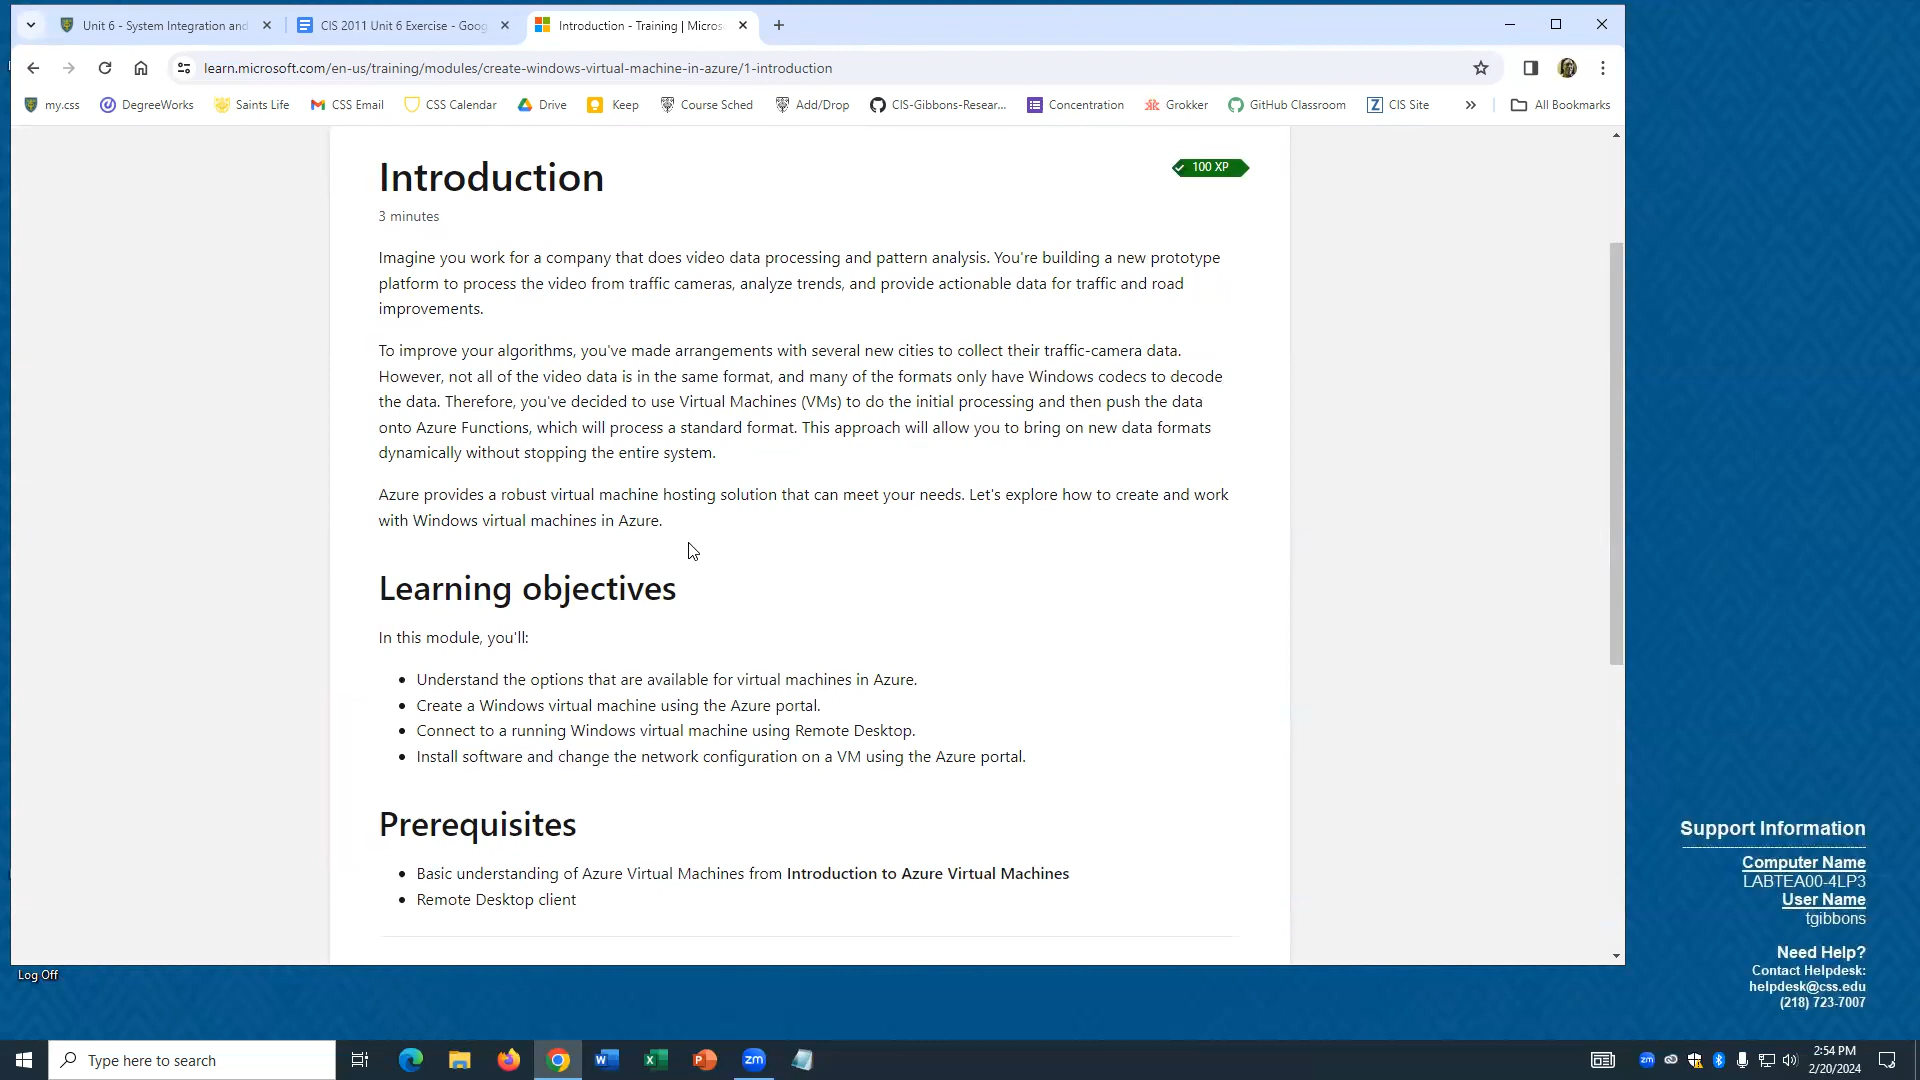 Unit 6 - System Integration and
CIS 2011 Unit 6 Exercise - Goog
Introduction - Training | Micros
learn.microsoft.com/en-us/training/modules/create-windows-virtual-machine-in-azure/1-introduction
my.css DegreeWorks Saints Life CSS Email CSS Calendar Drive Keep Course Sched Add/Drop CIS-Gibbons-Resear... Concentration Grokker GitHub Classroom CIS Site » All Bookmarks
Introduction
100 XP
3 minutes
Imagine you work for a company that does video data processing and pattern analysis. You're building a new prototype
platform to process the video from traffic cameras, analyze trends, and provide actionable data for traffic and road
improvements.
To improve your algorithms, you've made arrangements with several new cities to collect their traffic-camera data.
However, not all of the video data is in the same format, and many of the formats only have Windows codecs to decode
the data. Therefore, you've decided to use Virtual Machines (VMs) to do the initial processing and then push the data
onto Azure Functions, which will process a standard format. This approach will allow you to bring on new data formats
dynamically without stopping the entire system.
Azure provides a robust virtual machine hosting solution that can meet your needs. Let's explore how to create and work
with Windows virtual machines in Azure.
Learning objectives
In this module, you'll:
• Understand the options that are available for virtual machines in Azure.
• Create a Windows virtual machine using the Azure portal.
• Connect to a running Windows virtual machine using Remote Desktop.
• Install software and change the network configuration on a VM using the Azure portal.
Prerequisites
• Basic understanding of Azure Virtual Machines from Introduction to Azure Virtual Machines
• Remote Desktop client
Log Off
Support Information
Computer Name
LABTEA00-4LP3
User Name
tgibbons
Need Help?
Contact Helpdesk:
helpdesk@css.edu
(218) 723-7007
Type here to search
zm
zm
2:54 PM
2/20/2024